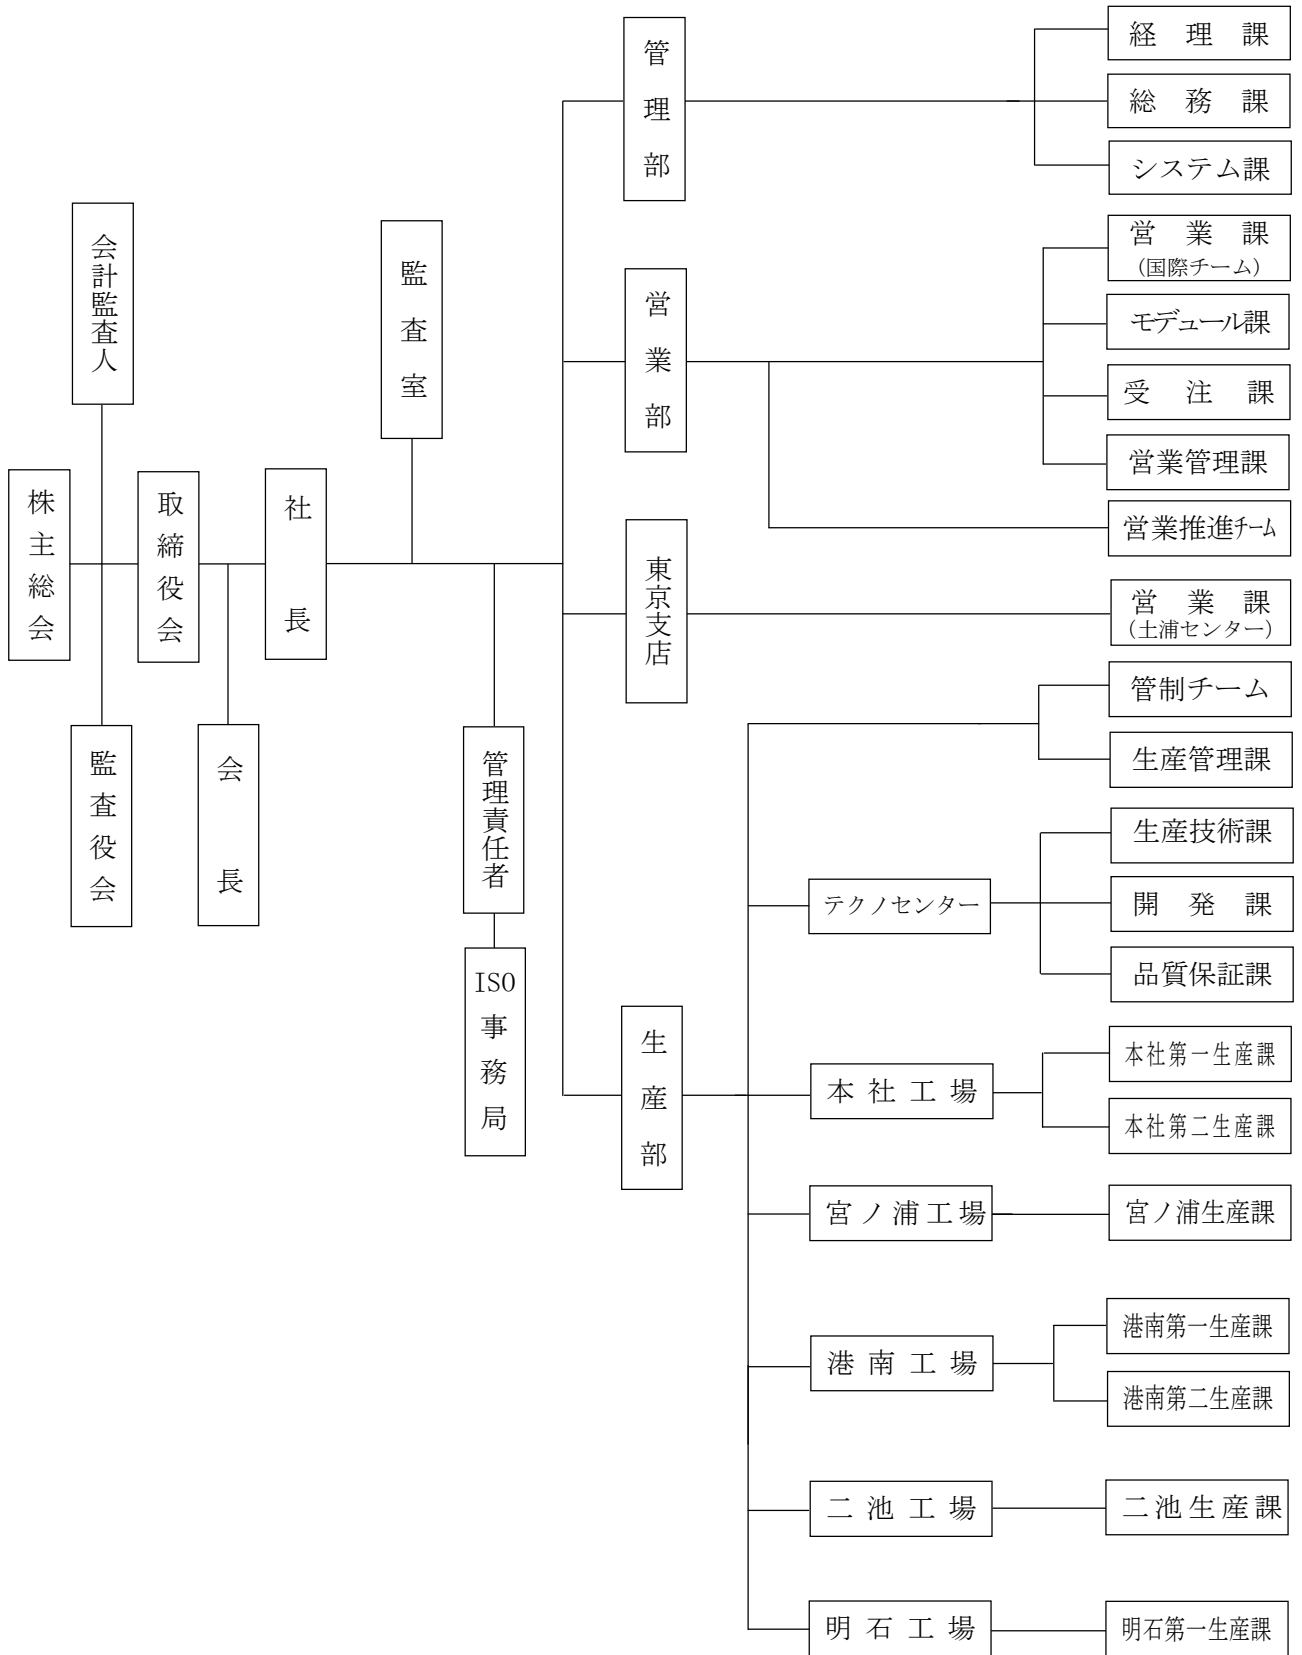 株主総会
会計監査人
監査役会
取締役会
会長
社長
監査室
管理責任者
ISO
事務局
管理部
経理課
総務課
システム課
営業部
営業課
（国際チーム）
モデュール課
受注課
営業管理課
営業推進チーム
東京支店
営業課
（土浦センター）
生産部
管制チーム
生産管理課
テクノセンター
生産技術課
開発課
品質保証課
本社工場
本社第一生産課
本社第二生産課
宮ノ浦工場
宮ノ浦生産課
港南工場
港南第一生産課
港南第二生産課
二池工場
二池生産課
明石工場
明石第一生産課